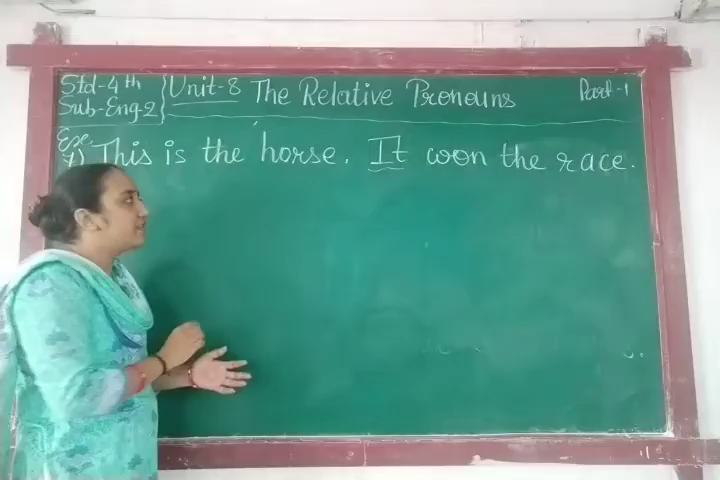 Std-4th
Sub-Eng-2
Unit-8 The Relative Pronouns
Part-1
Ex.
1) This is the horse. It won the race.